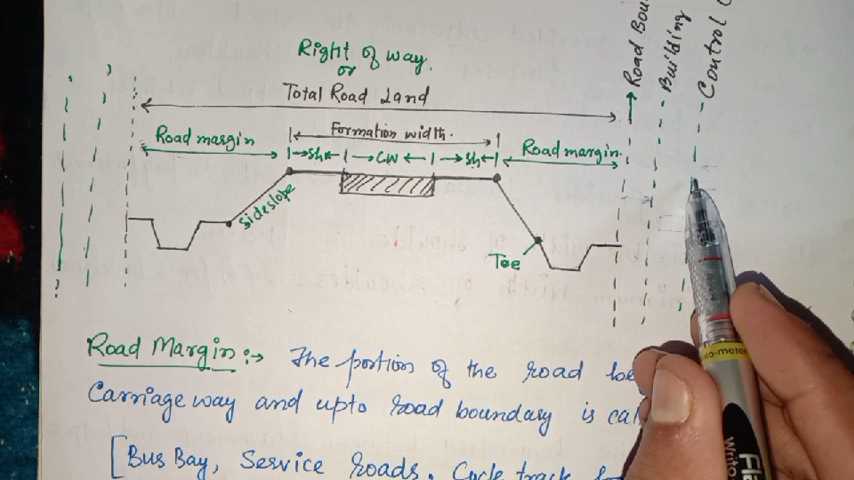 Right of way.
or
Total Road Land
Road Bou
Building
Control
Formation width.
Road margin
Sh
CW
Sh
Road margin.
sideslope
Toe
Road Margin:→ The portion of the road be
Carriageway and upto road boundary is cal
[Bus Bay, Service Roads, Cycle track